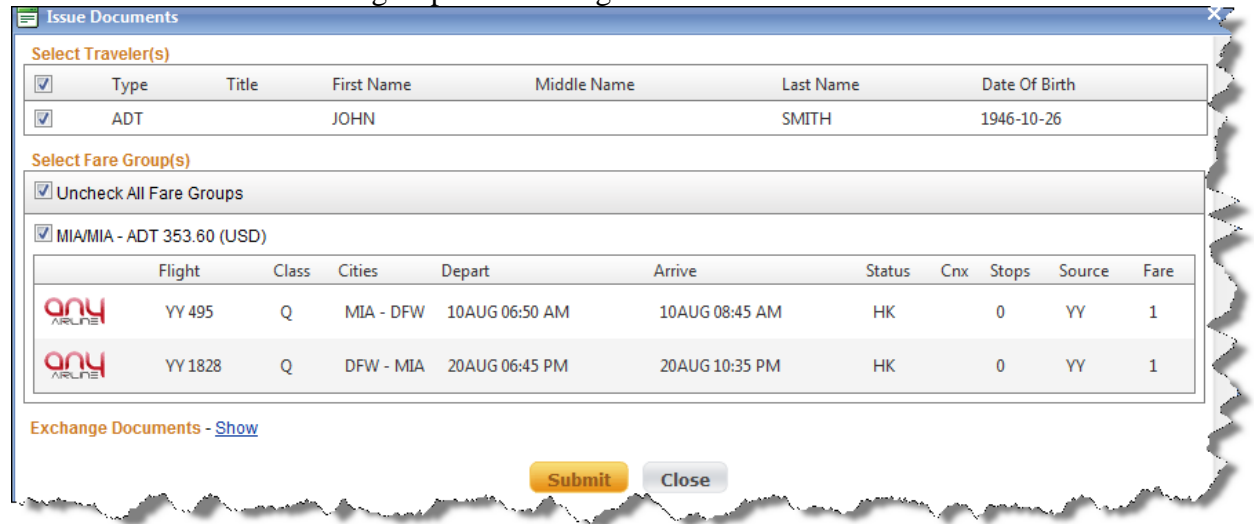 Issue Documents
Select Traveler(s)
Type Title First Name Middle Name Last Name Date Of Birth
ADT JOHN SMITH 1946-10-26
Select Fare Group(s)
Uncheck All Fare Groups
MIA/MIA - ADT 353.60 (USD)
Flight Class Cities Depart Arrive Status Cnx Stops Source Fare
any AIRLINE YY 495 Q MIA - DFW 10AUG 06:50 AM 10AUG 08:45 AM HK 0 YY 1
any AIRLINE YY 1828 Q DFW - MIA 20AUG 06:45 PM 20AUG 10:35 PM HK 0 YY 1
Exchange Documents - Show
Submit Close